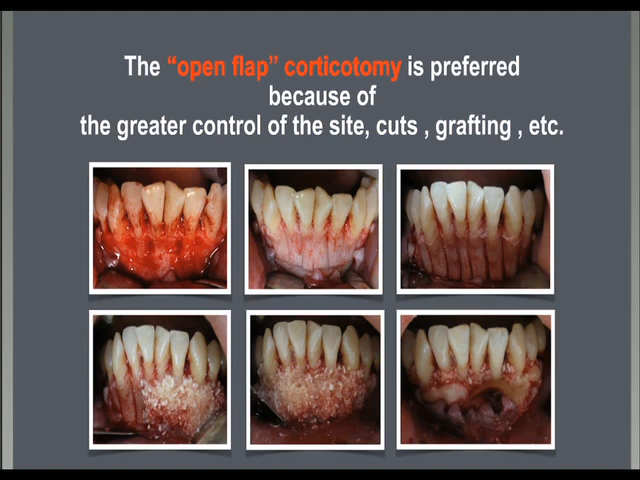 The “open flap” corticotomy is preferred
because of
the greater control of the site, cuts , grafting , etc.